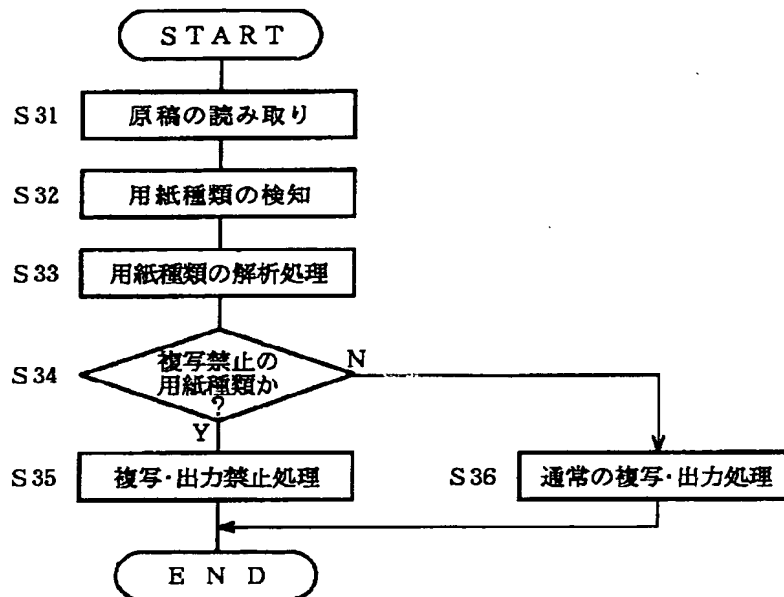 START
S31 原稿の読み取り
S32 用紙種類の検知
S33 用紙種類の解析処理
複写禁止の N
S34 用紙種類か
?
Y
S35 複写・出力禁止処理 S36 通常の複写・出力処理
END